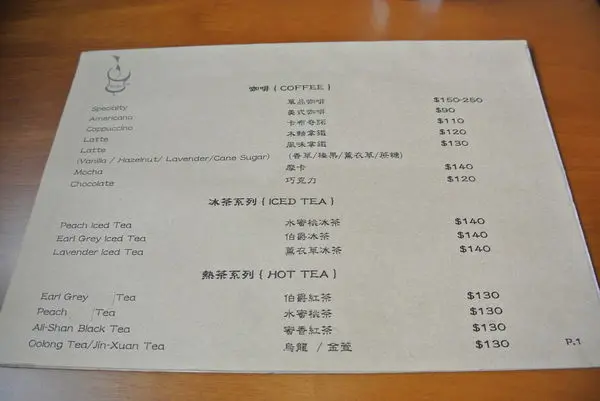 咖啡 { COFFEE }
Specialty 單品咖啡 $150-250
Americano 美式咖啡 $90
Cappuccino 卡布奇諾 $110
Latte 木麴拿鐵 $120
Latte 風味拿鐵 $130
(Vanilla / Hazelnut/ Lavender/Cane Sugar) (香草/榛果/薰衣草/蔗糖)
Mocha 摩卡 $140
Chocolate 巧克力 $120
冰茶系列 { ICED TEA }
Peach Iced Tea 水蜜桃冰茶 $140
Earl Grey Iced Tea 伯爵冰茶 $140
Lavender Iced Tea 薰衣草冰茶 $140
熱茶系列 { HOT TEA }
Earl Grey Tea 伯爵紅茶 $130
Peach Tea 水蜜桃茶 $130
Ali-Shan Black Tea 蜜香紅茶 $130
Oolong Tea/Jin-Xuan Tea 烏龍 / 金萱 $130
P.1